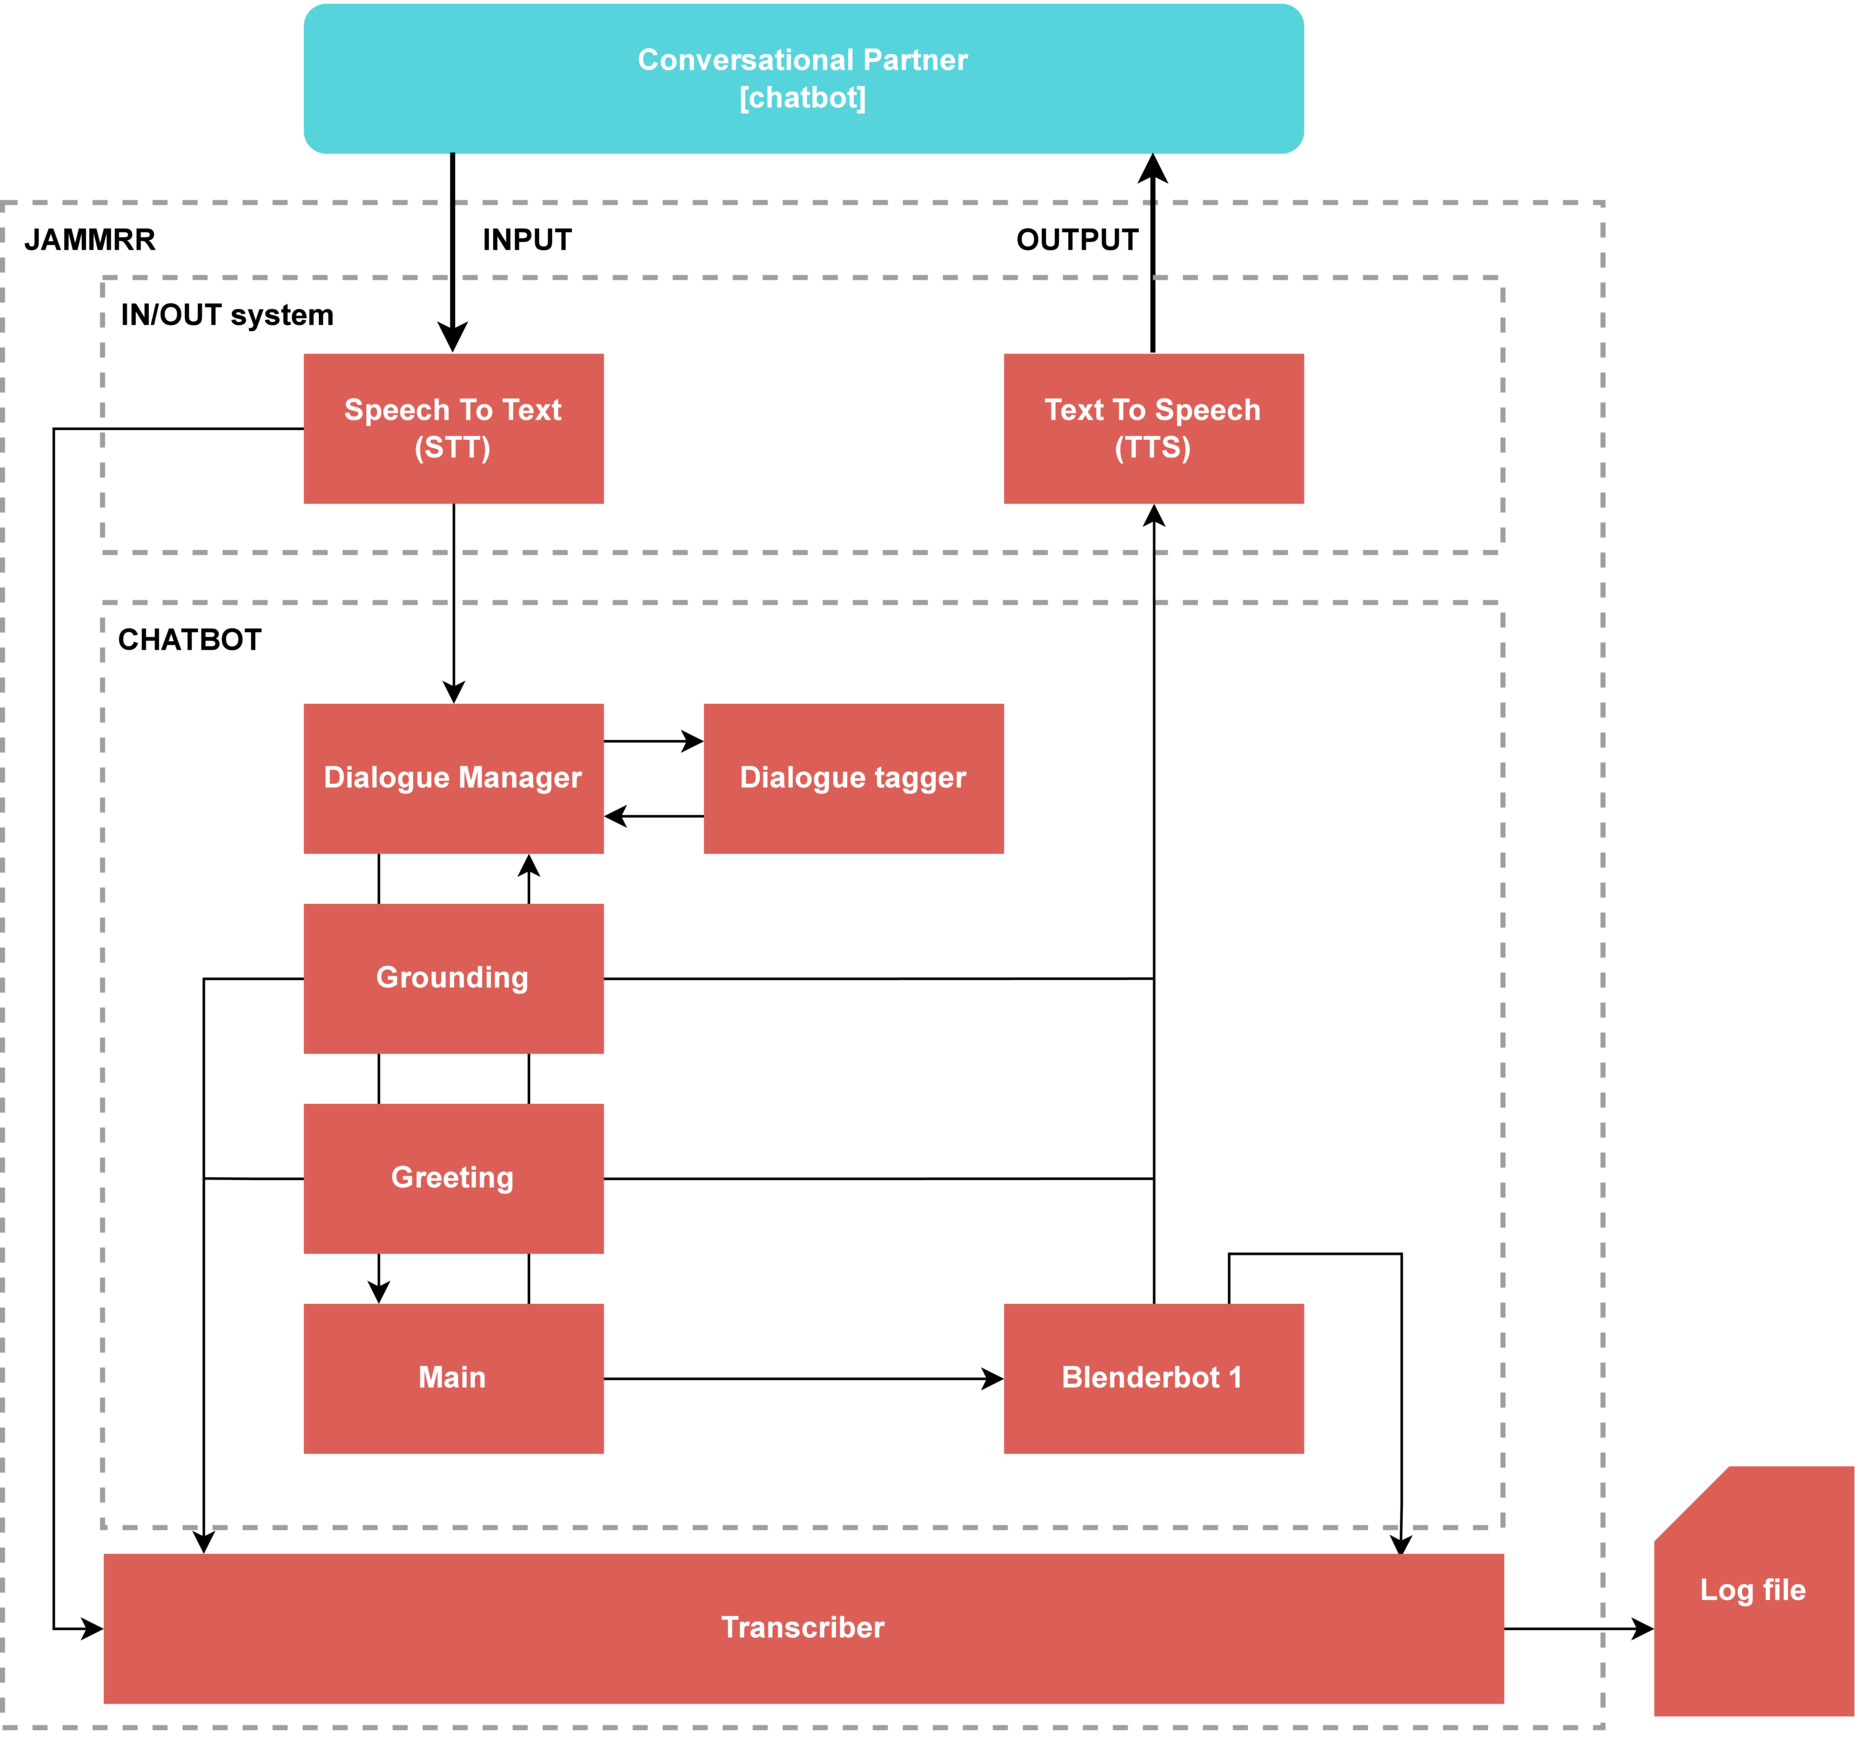 Conversational Partner
[chatbot]
JAMMRR
INPUT
OUTPUT
IN/OUT system
Speech To Text
(STT)
Text To Speech
(TTS)
CHATBOT
Dialogue Manager
Dialogue tagger
Grounding
Greeting
Main
Blenderbot 1
Log file
Transcriber